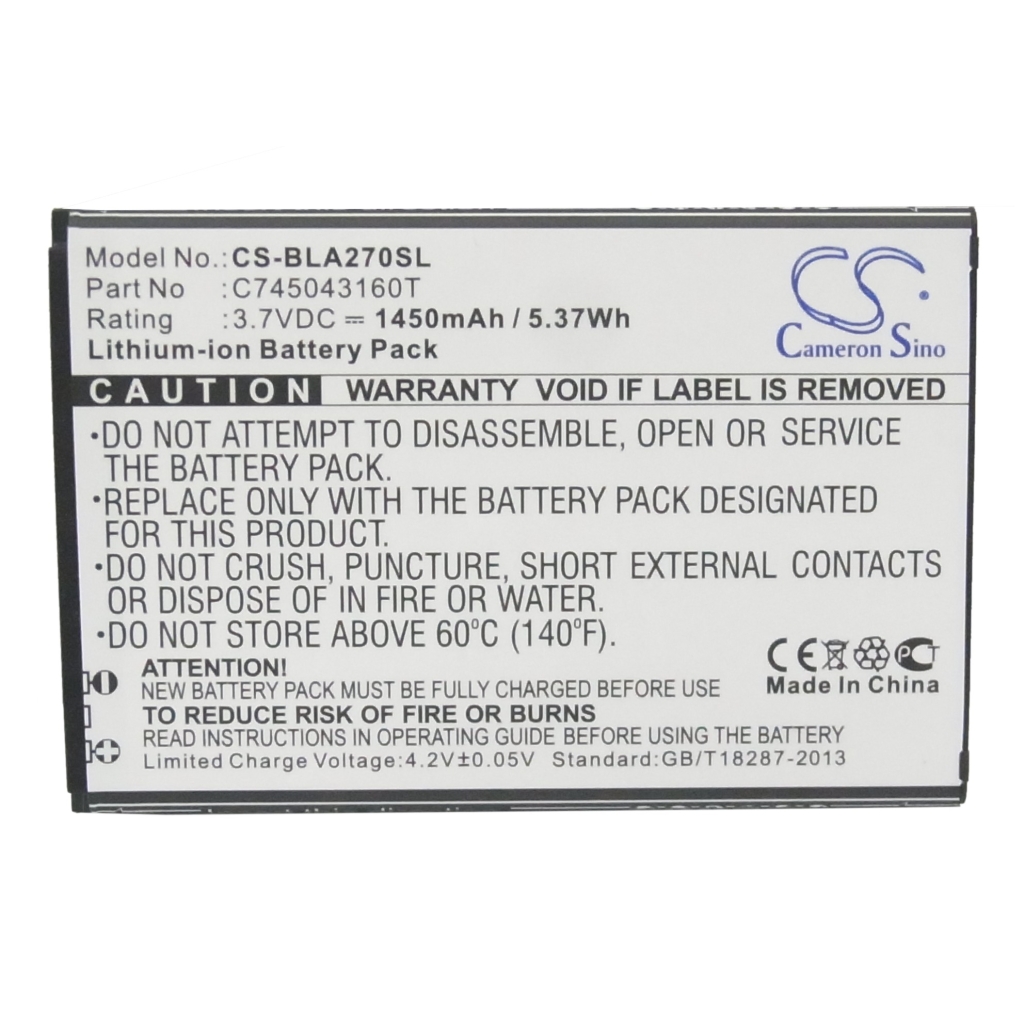 Model No.:CS-BLA270SL
Part No :C745043160T
Rating :3.7VDC ⎓ 1450mAh / 5.37Wh
Lithium-ion Battery Pack
CS
Cameron Sino
CAUTION WARRANTY VOID IF LABEL IS REMOVED
•DO NOT ATTEMPT TO DISASSEMBLE, OPEN OR SERVICE
THE BATTERY PACK.
•REPLACE ONLY WITH THE BATTERY PACK DESIGNATED
FOR THIS PRODUCT.
•DO NOT CRUSH, PUNCTURE, SHORT EXTERNAL CONTACTS
OR DISPOSE OF IN FIRE OR WATER.
•DO NOT STORE ABOVE 60°C (140°F).
CE PCT
Made In China
ATTENTION!
NEW BATTERY PACK MUST BE FULLY CHARGED BEFORE USE
TO REDUCE RISK OF FIRE OR BURNS
READ INSTRUCTIONS IN OPERATING GUIDE BEFORE USING THE BATTERY
Limited Charge Voltage:4.2V±0.05V Standard:GB/T18287-2013